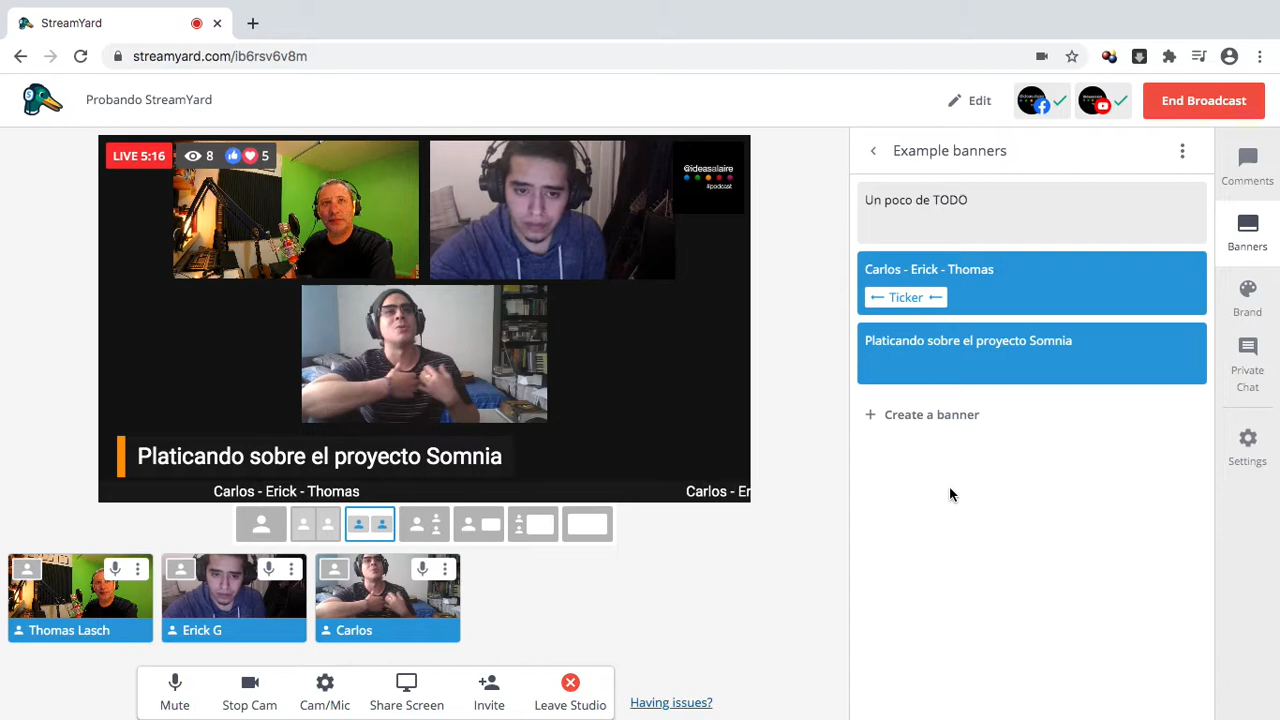 StreamYard
streamyard.com/ib6rsv6v8m
Probando StreamYard
Edit
End Broadcast
LIVE 5:16
8
5
@ideasalaire
#podcast
Platicando sobre el proyecto Somnia
Carlos - Erick - Thomas
Carlos - Er
Thomas Lasch
Erick G
Carlos
Mute
Stop Cam
Cam/Mic
Share Screen
Invite
Leave Studio
Having issues?
Example banners
Un poco de TODO
Carlos - Erick - Thomas
Ticker
Platicando sobre el proyecto Somnia
Create a banner
Comments
Banners
Brand
Private
Chat
Settings